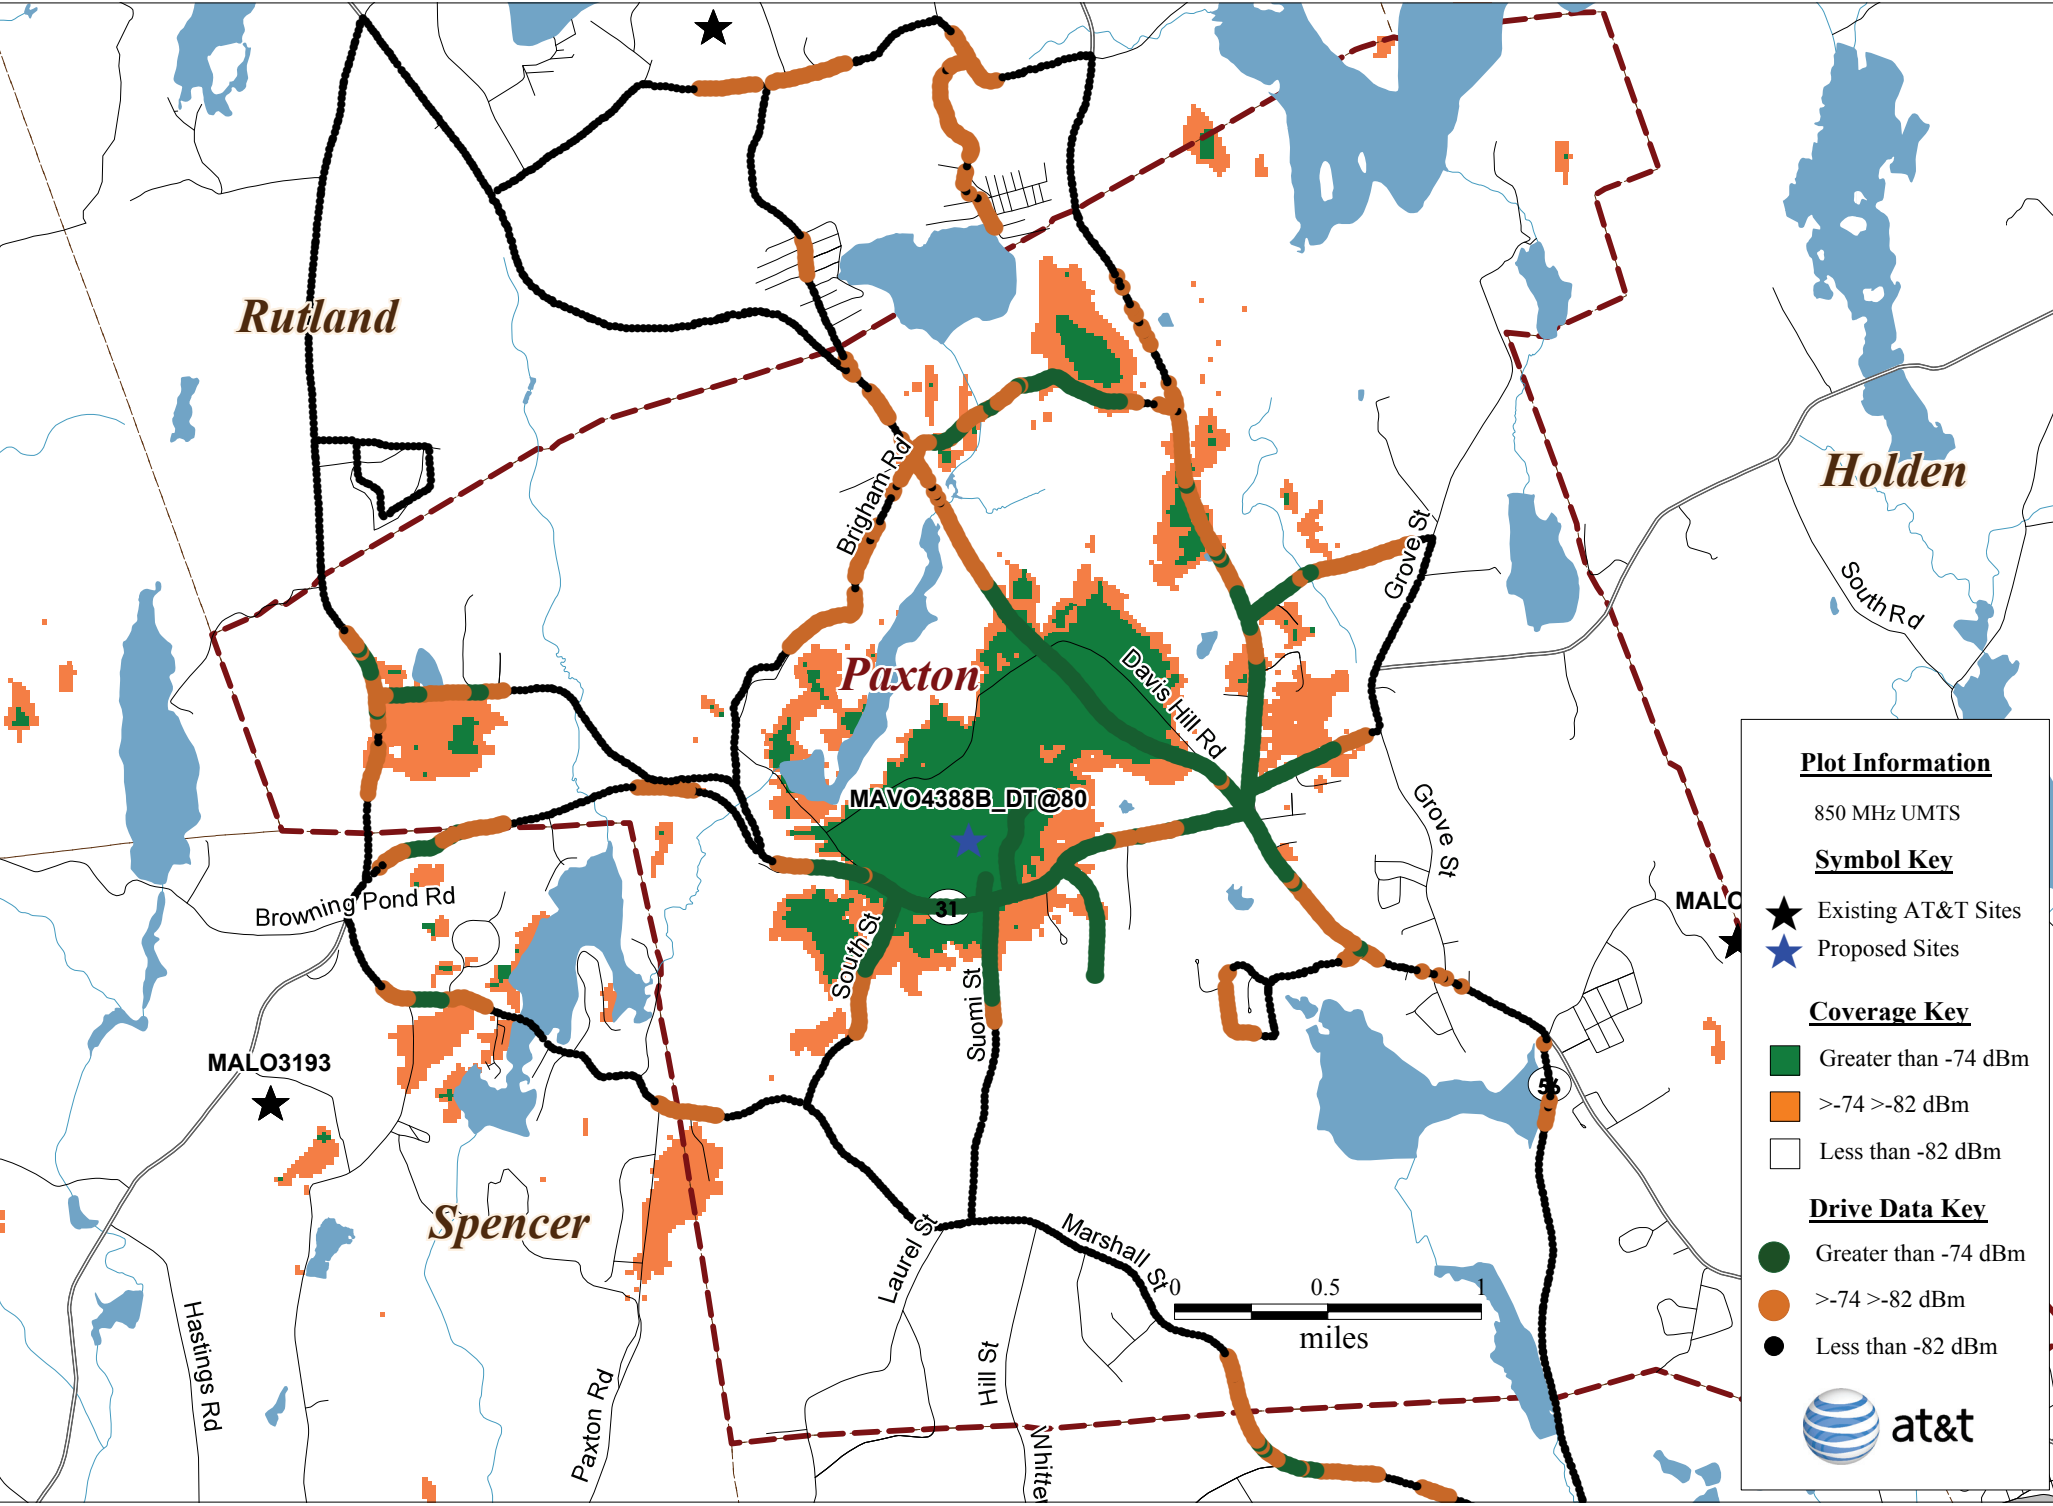 Rutland
Holden
Brigham Rd
Grove St
South Rd
Paxton
Davis Hill Rd
MAVO4388B_DT@80
Grove St
Browning Pond Rd
31
South St
Suomi St
MALO
MALO3193
56
Spencer
Laurel St
Marshall St
Hastings Rd
Paxton Rd
Hill St
Whitter
0 0.5 1
miles
Plot Information
850 MHz UMTS
Symbol Key
Existing AT&T Sites
Proposed Sites
Coverage Key
Greater than -74 dBm
>-74 >-82 dBm
Less than -82 dBm
Drive Data Key
Greater than -74 dBm
>-74 >-82 dBm
Less than -82 dBm
at&t